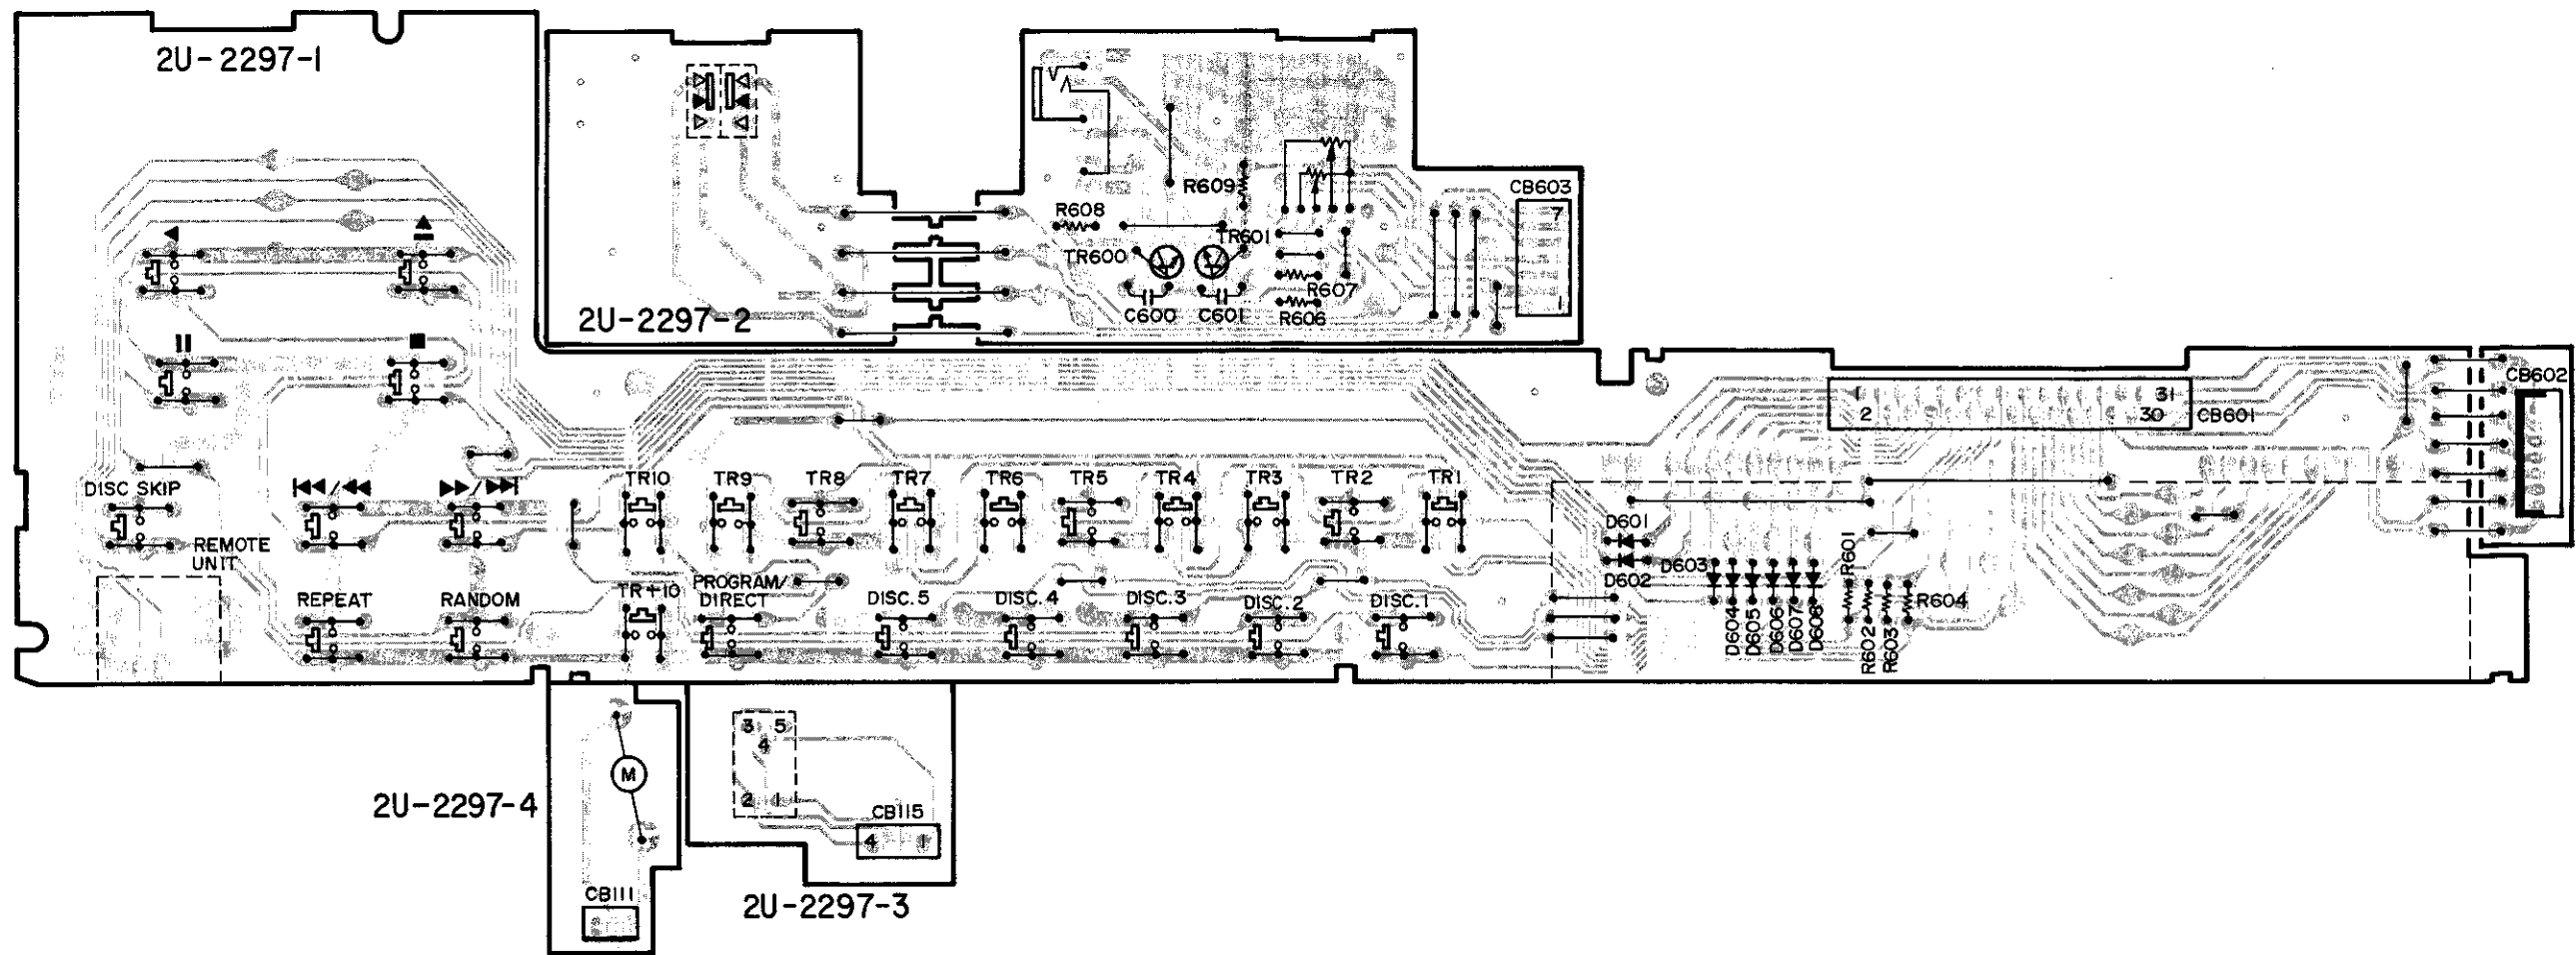 2U-2297-1
2U-2297-2
R609
R608
TR601
TR600
R607
C600
C601
R606
CB603
7
1
CB602
1
31
2
30
CB601
DISC SKIP
TR10
TR9
TR8
TR7
TR6
TR5
TR4
TR3
TR2
TR1
REMOTE
UNIT
D601
D602
D603
R601
REPEAT
RANDOM
TR+10
PROGRAM/
DIRECT
DISC.5
DISC.4
DISC.3
DISC.2
DISC.1
D604
D605
D606
D607
D608
R602
R603
R604
3 5
4
2 1
M
2U-2297-4
CB115
4 1
CB111
2U-2297-3